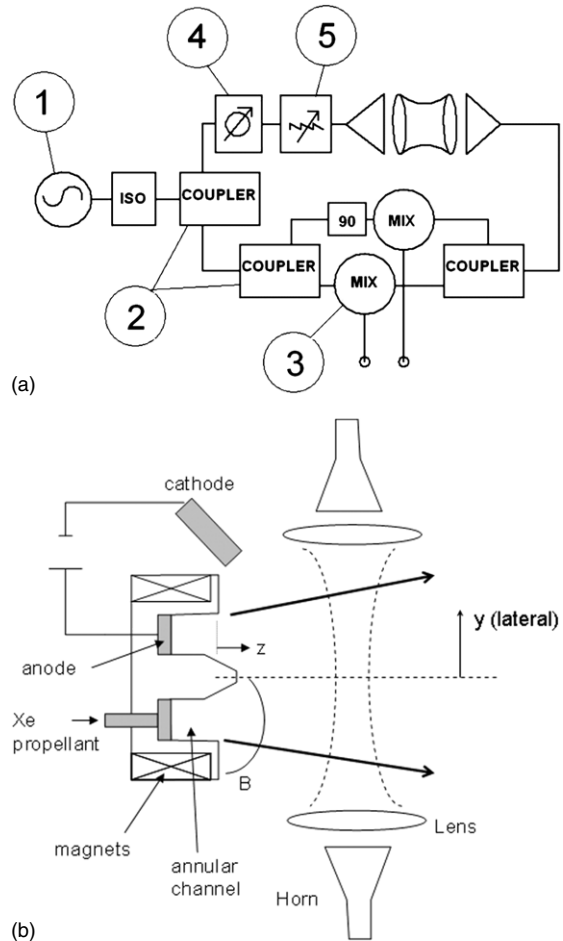 4
5
1
ISO
COUPLER
90
MIX
COUPLER
MIX
COUPLER
2
3
(a)
cathode
y (lateral)
z
anode
Xe
propellant
B
magnets
annular
channel
Lens
Horn
(b)